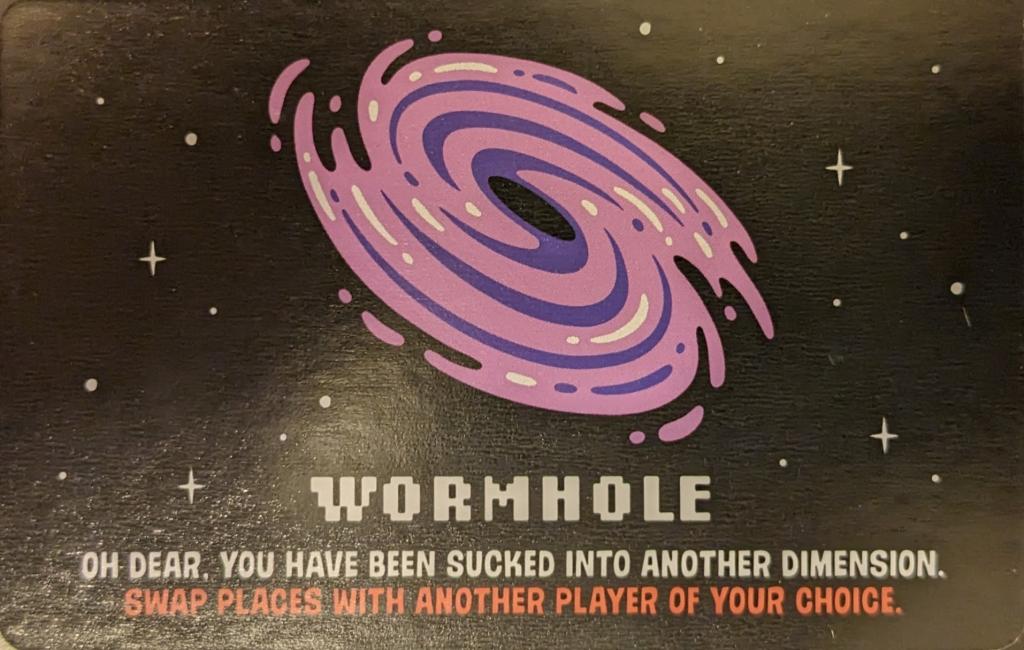 WORMHOLE
OH DEAR, YOU HAVE BEEN SUCKED INTO ANOTHER DIMENSION.
SWAP PLACES WITH ANOTHER PLAYER OF YOUR CHOICE.